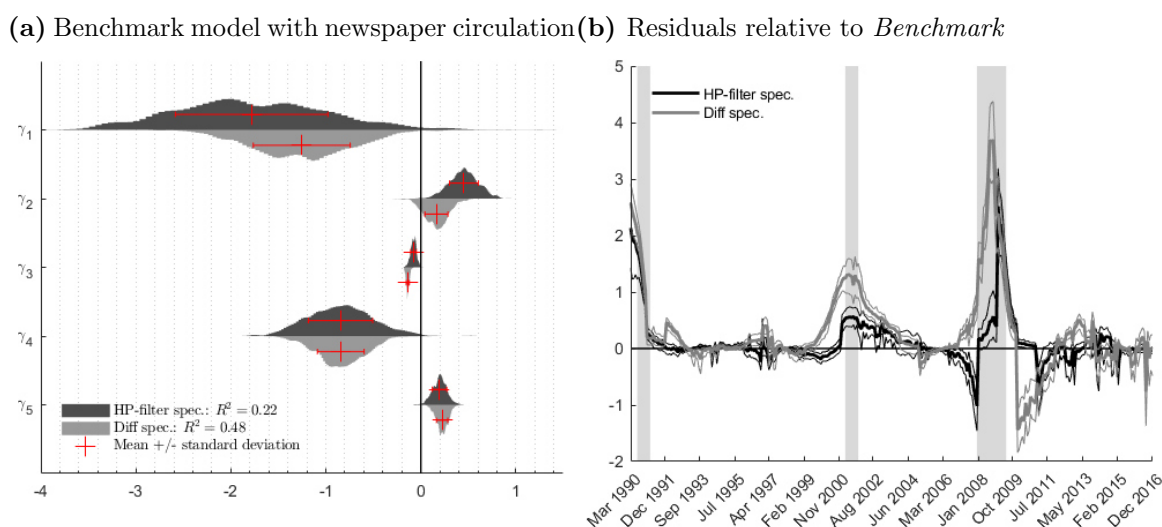 (a) Benchmark model with newspaper circulation
(b) Residuals relative to Benchmark
γ1
γ2
γ3
γ4
γ5
HP-filter spec.: R² = 0.22
Diff spec.: R² = 0.48
Mean +/- standard deviation
-4 -3 -2 -1 0 1
5
4
3
2
1
0
-1
-2
HP-filter spec.
Diff spec.
Mar 1990 Dec 1991 Sep 1993 Jul 1995 Apr 1997 Feb 1999 Nov 2000 Aug 2002 Jun 2004 Mar 2006 Jan 2008 Oct 2009 Jul 2011 May 2013 Feb 2015 Dec 2016